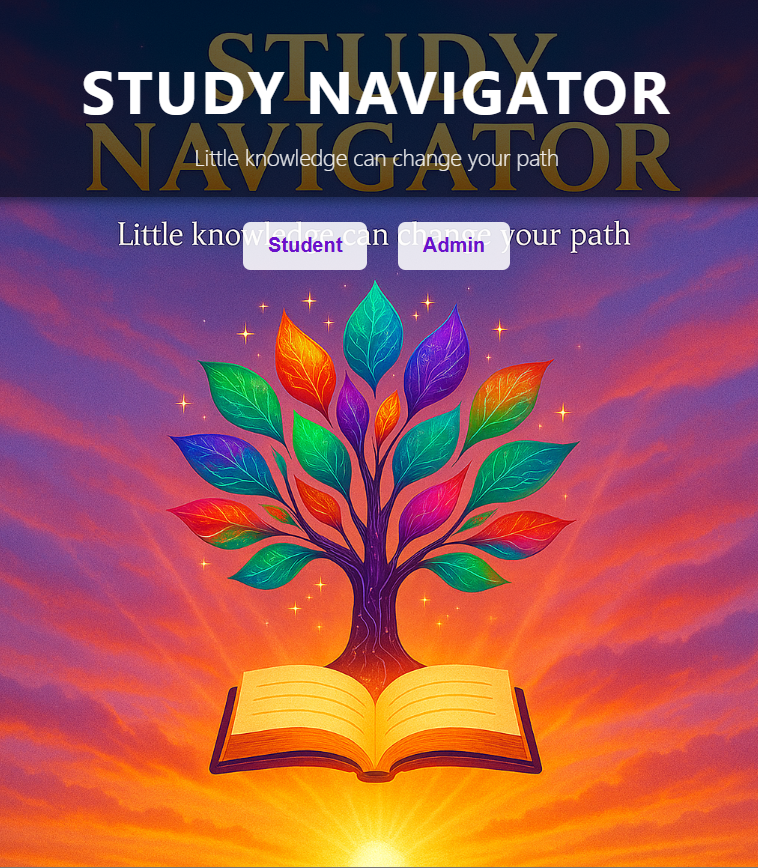 STUDY
STUDY NAVIGATOR
NAVIGATOR
Little knowledge can change your path
Little knowledge can change your path
Student
Admin